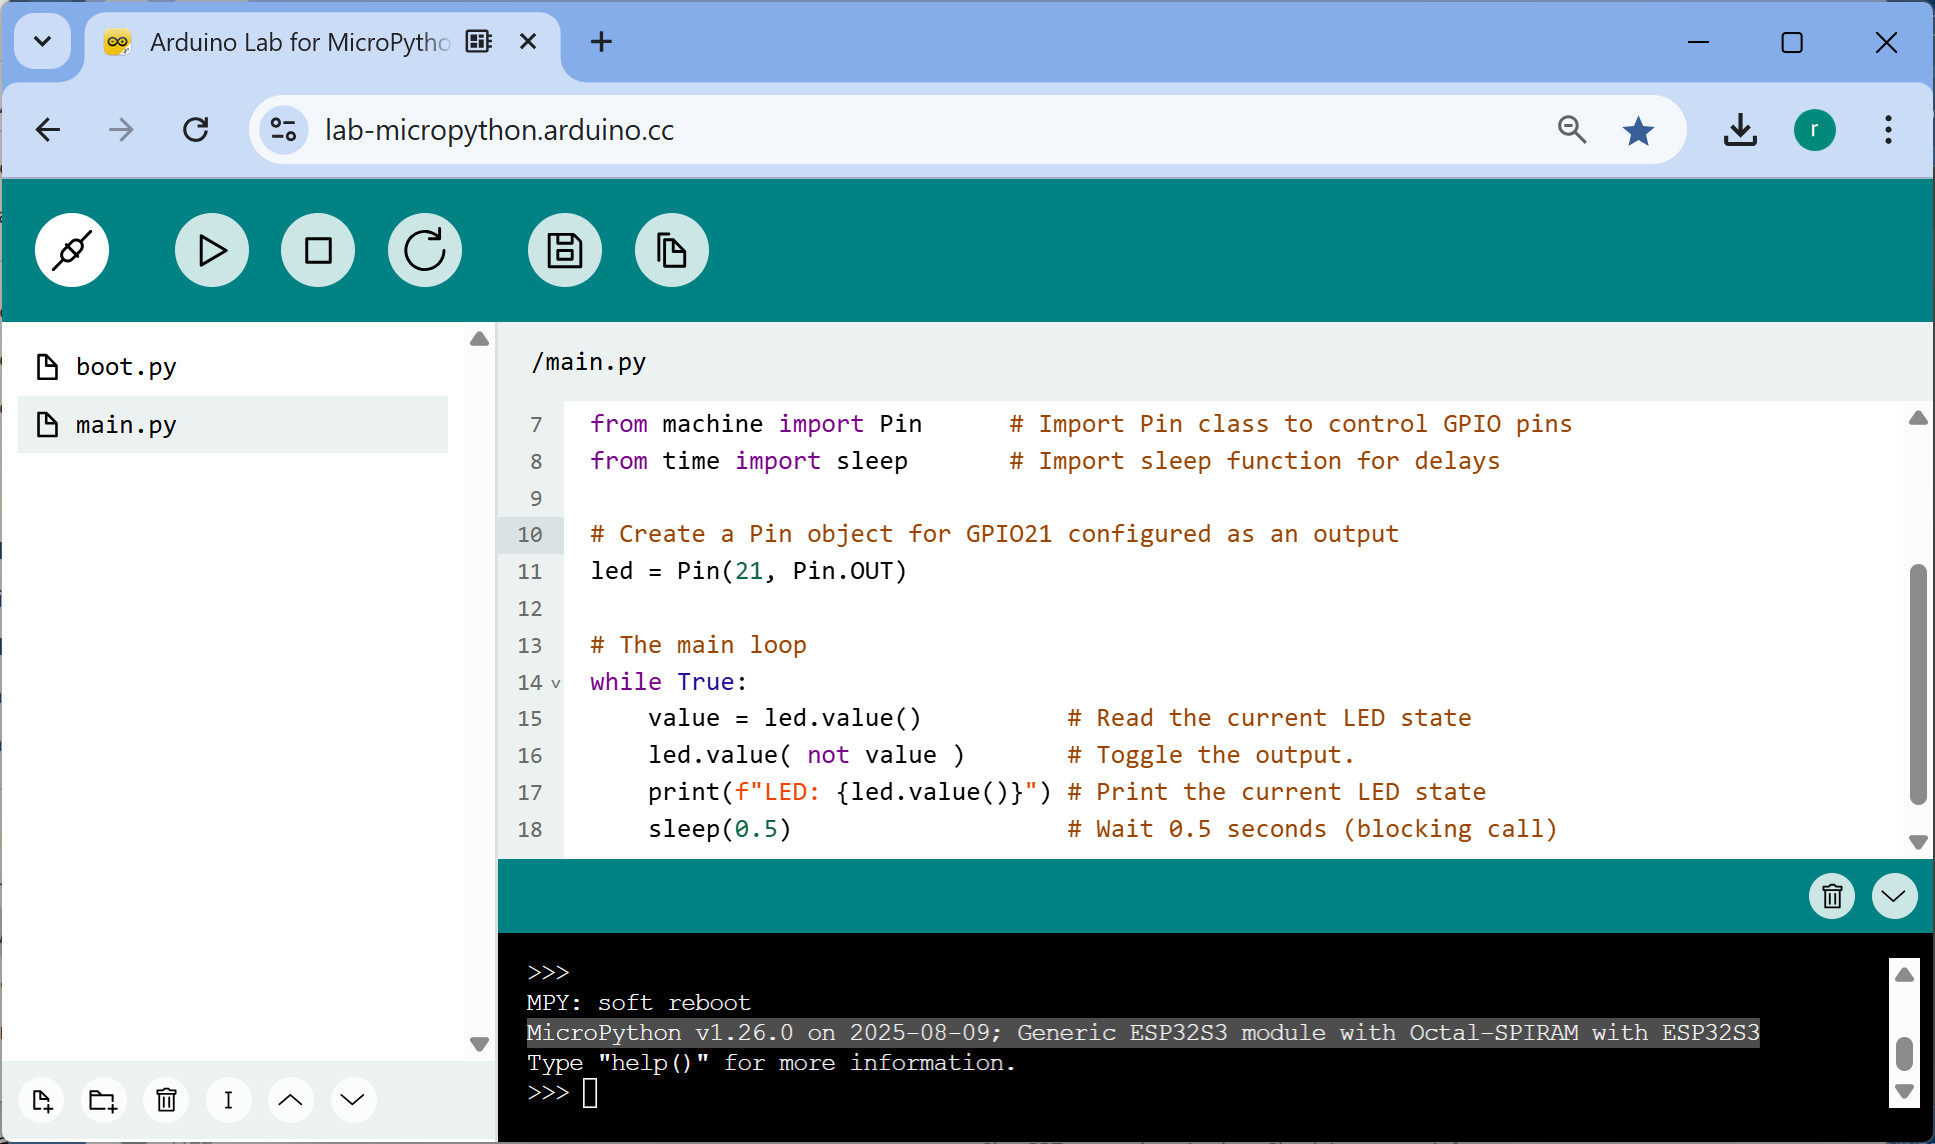 Arduino Lab for MicroPytho
lab-micropython.arduino.cc
r
boot.py
main.py
/main.py
7 from machine import Pin      # Import Pin class to control GPIO pins
8 from time import sleep       # Import sleep function for delays
9
10 # Create a Pin object for GPIO21 configured as an output
11 led = Pin(21, Pin.OUT)
12
13 # The main loop
14 while True:
15     value = led.value()          # Read the current LED state
16     led.value( not value )       # Toggle the output.
17     print(f"LED: {led.value()}") # Print the current LED state
18     sleep(0.5)                   # Wait 0.5 seconds (blocking call)
>>>
MPY: soft reboot
MicroPython v1.26.0 on 2025-08-09; Generic ESP32S3 module with Octal-SPIRAM with ESP32S3
Type "help()" for more information.
>>>